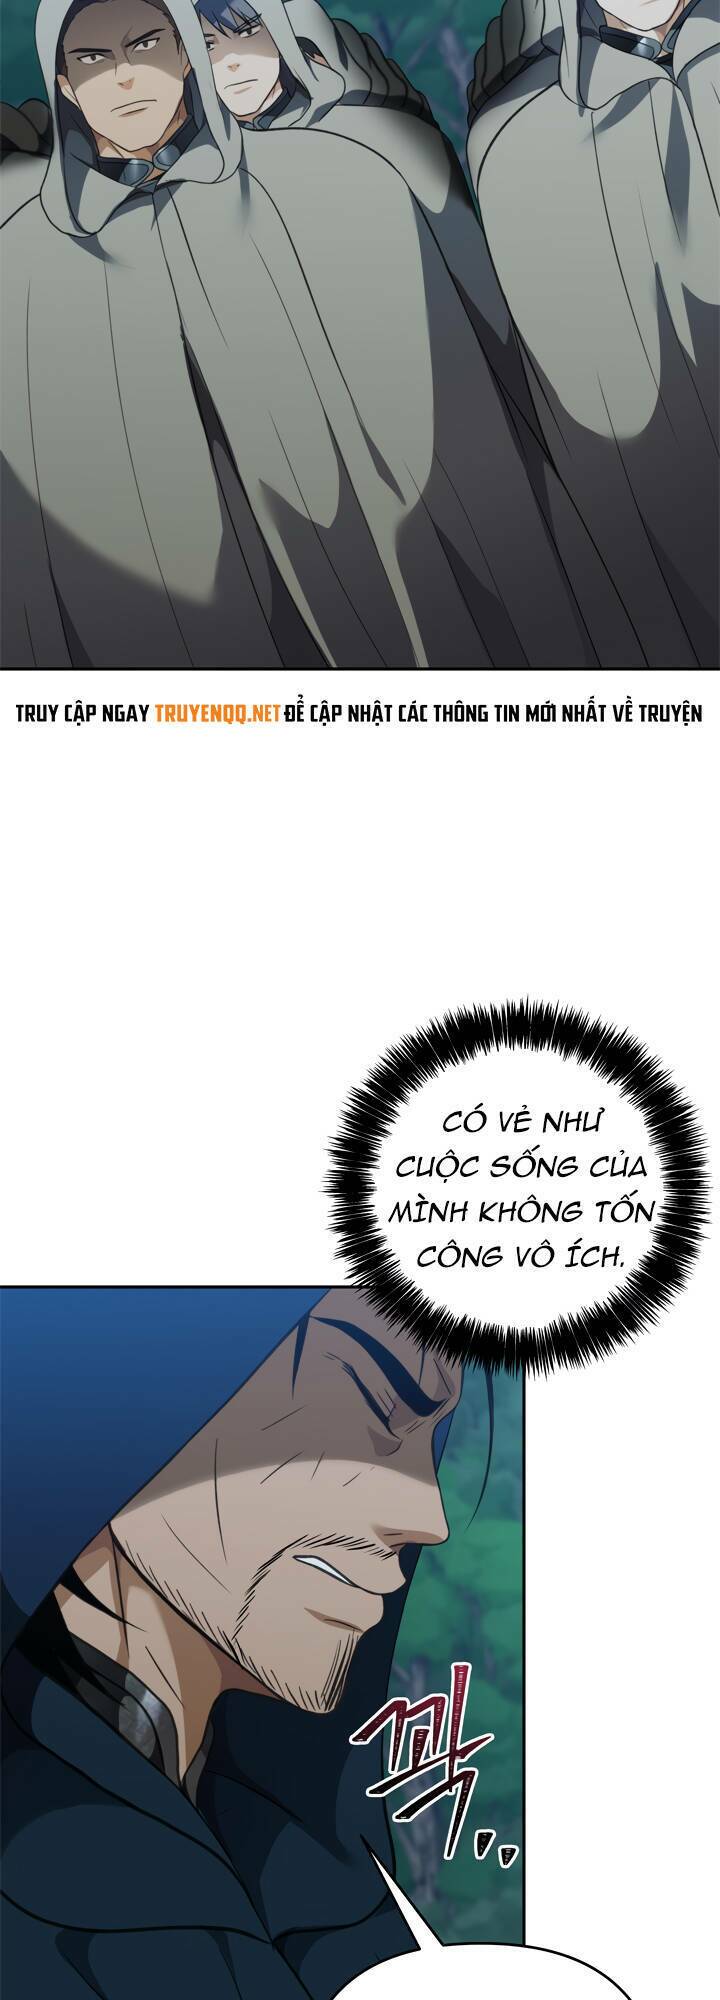 TRUY CẬP NGAY TRUYENQQ.NET ĐỂ CẬP NHẬT CÁC THÔNG TIN MỚI NHẤT VỀ TRUYỆN
CÓ VẺ NHƯ
CUỘC SỐNG CỦA
MÌNH KHÔNG TỐN
CÔNG VÔ ÍCH.
꽉..